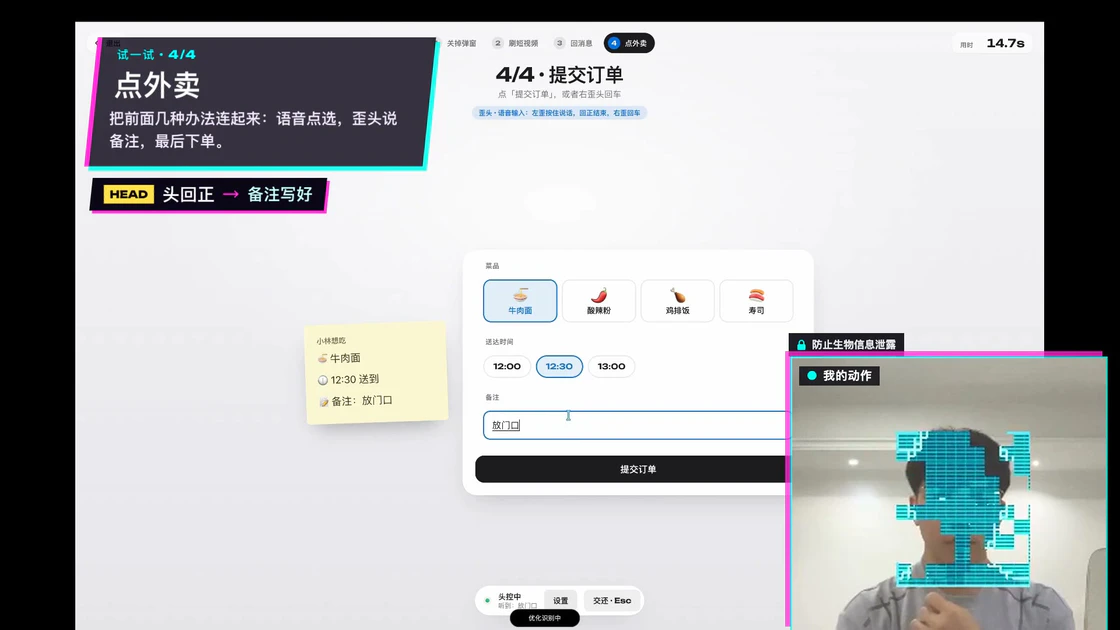 试一试·4/4
点外卖
把前面几种办法连起来：语音点选，歪头说
备注，最后下单。
HEAD 头回正 → 备注写好
关掉弹窗 2 刷短视频 3 回消息 4 点外卖
用时 14.7s
4/4·提交订单
点「提交订单」，或者右歪头回车
歪头·语音输入：左歪按住说话，回正结束，右歪回车
小林想吃
牛肉面
12:30 送到
备注：放门口
菜品
牛肉面 酸辣粉 鸡排饭 寿司
送达时间
12:00 12:30 13:00
备注
放门口
提交订单
防止生物信息泄露
我的动作
头控中
听到：放门口
设置 交还·Esc
优化识别中